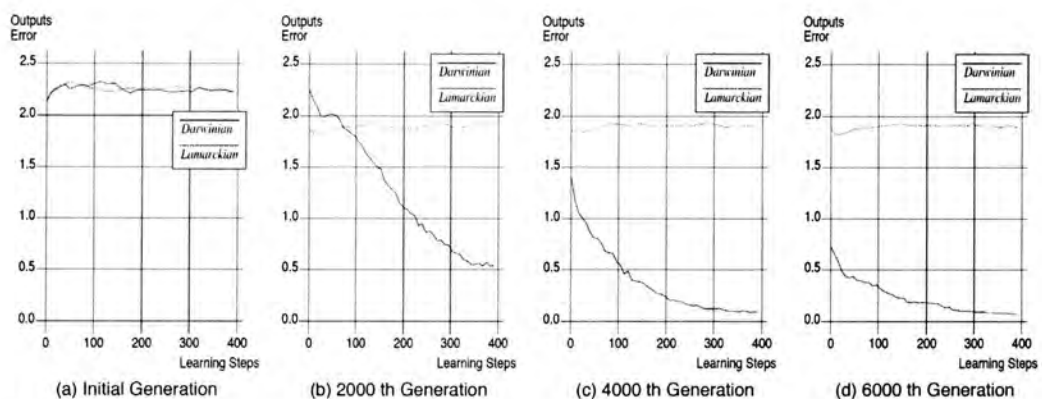 Outputs
Error
2.5
2.0
1.5
1.0
0.5
0.0
Darwinian
Lamarckian
0 100 200 300 400
Learning Steps
(a) Initial Generation
Outputs
Error
2.5
2.0
1.5
1.0
0.5
0.0
Darwinian
Lamarckian
0 100 200 300 400
Learning Steps
(b) 2000 th Generation
Outputs
Error
2.5
2.0
1.5
1.0
0.5
0.0
Darwinian
Lamarckian
0 100 200 300 400
Learning Steps
(c) 4000 th Generation
Outputs
Error
2.5
2.0
1.5
1.0
0.5
0.0
Darwinian
Lamarckian
0 100 200 300 400
Learning Steps
(d) 6000 th Generation